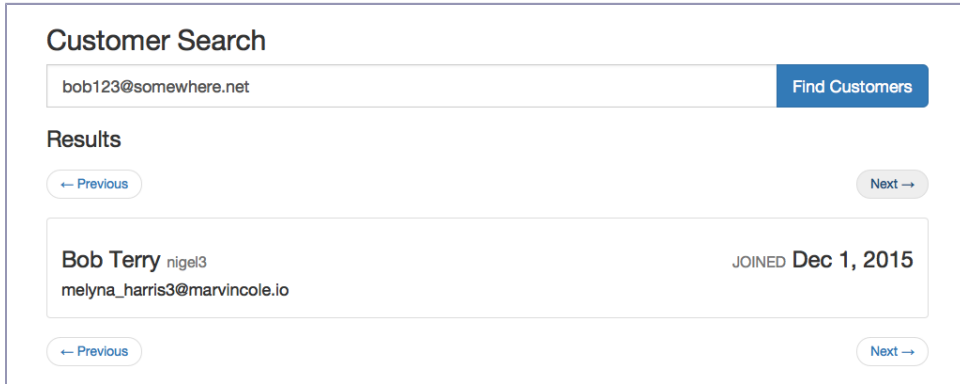 Customer Search
bob123@somewhere.net Find Customers
Results
← Previous Next →
Bob Terry nigel3 JOINED Dec 1, 2015
melyna_harris3@marvincole.io
← Previous Next →